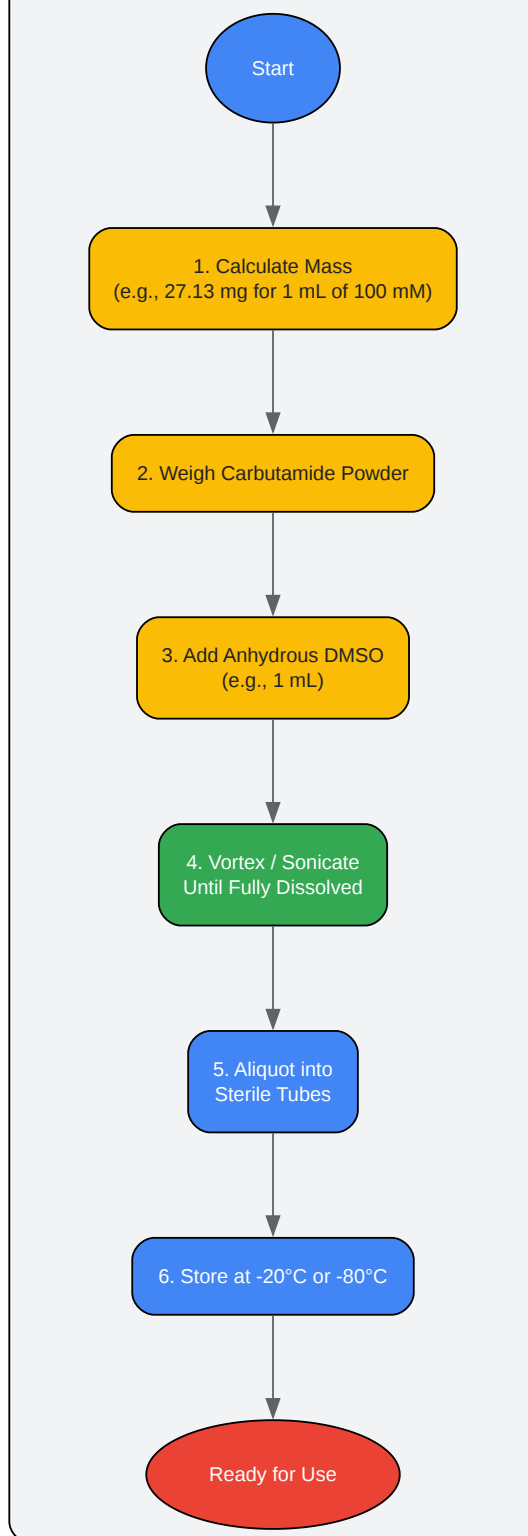 Start
1. Calculate Mass
(e.g., 27.13 mg for 1 mL of 100 mM)
2. Weigh Carbutamide Powder
3. Add Anhydrous DMSO
(e.g., 1 mL)
4. Vortex / Sonicate
Until Fully Dissolved
5. Aliquot into
Sterile Tubes
6. Store at -20°C or -80°C
Ready for Use